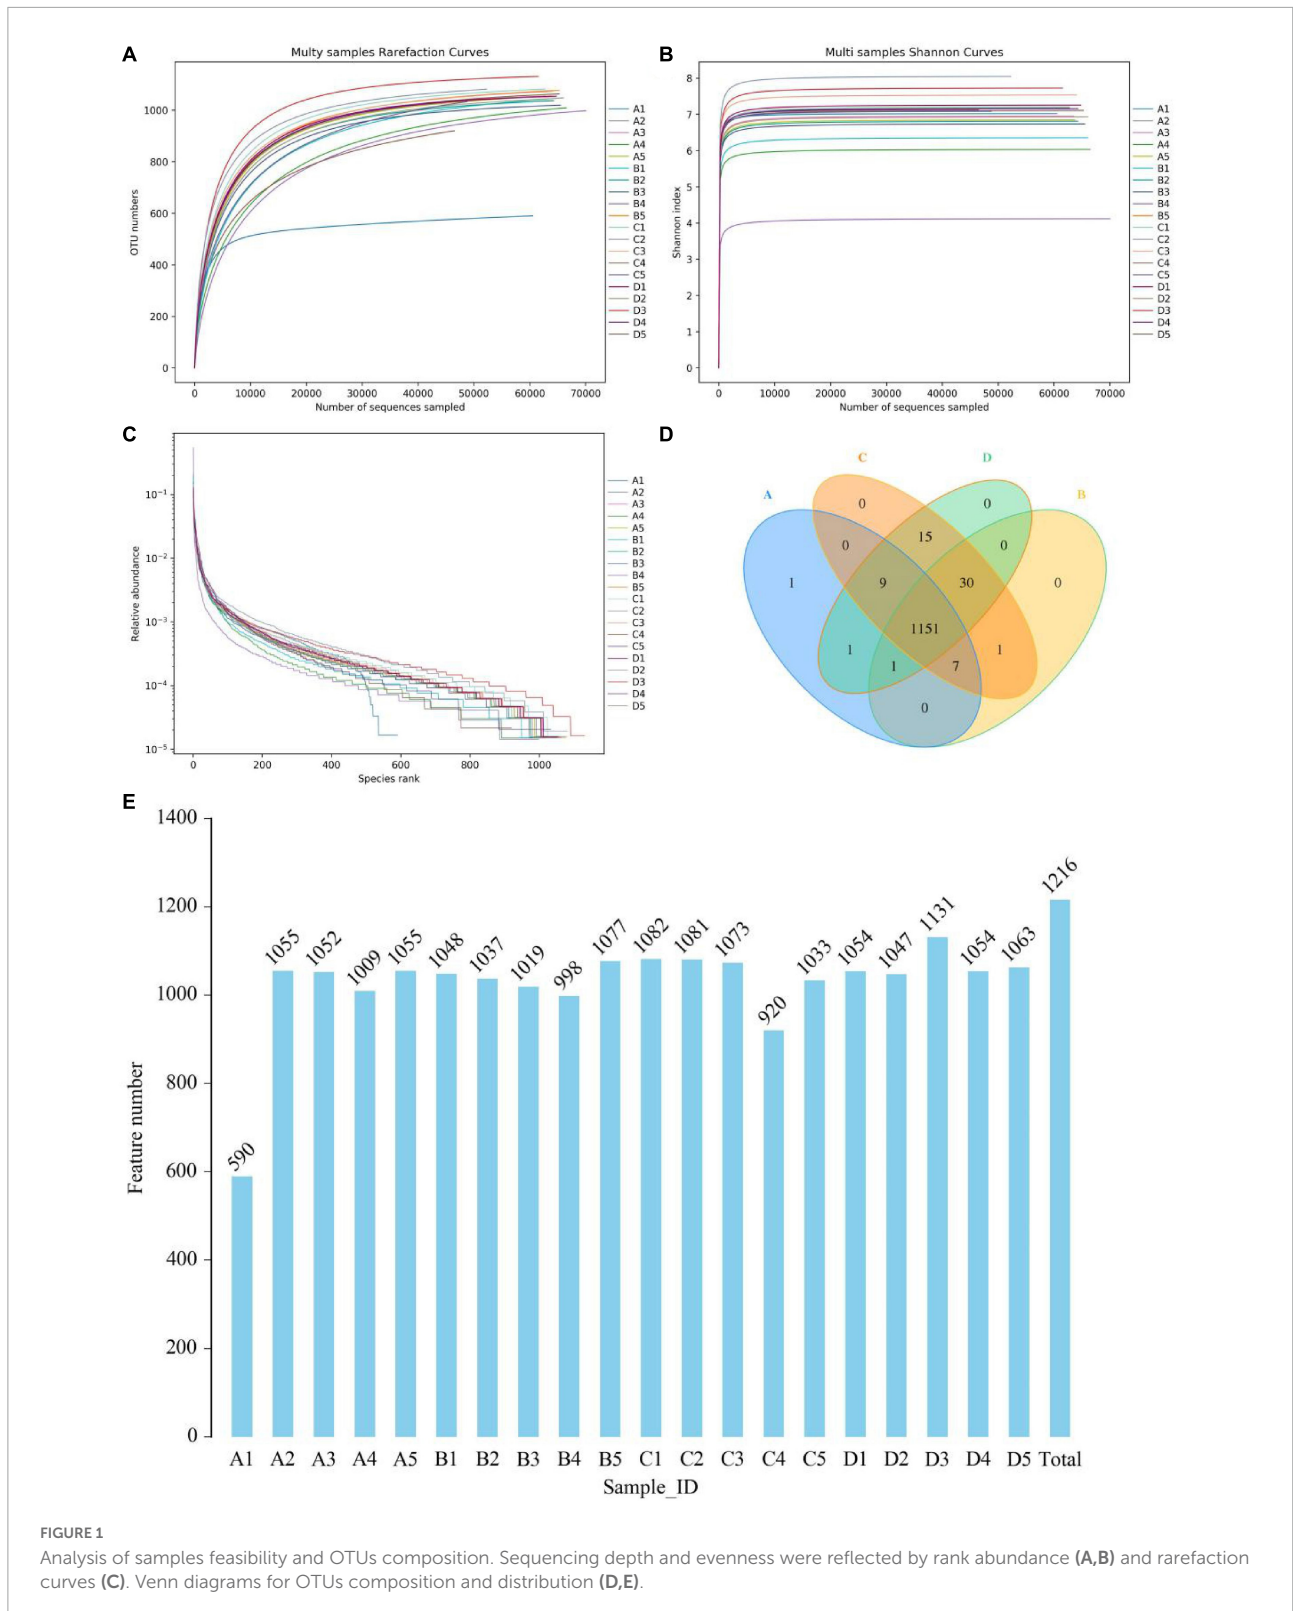 A
Multy samples Rarefaction Curves
OTU numbers
1000
800
600
400
200
0
0 10000 20000 30000 40000 50000 60000 70000
Number of sequences sampled
A1
A2
A3
A4
A5
B1
B2
B3
B4
B5
C1
C2
C3
C4
C5
D1
D2
D3
D4
D5
B
Multi samples Shannon Curves
Shannon index
8
7
6
5
4
3
2
1
0
0 10000 20000 30000 40000 50000 60000 70000
Number of sequences sampled
A1
A2
A3
A4
A5
B1
B2
B3
B4
B5
C1
C2
C3
C4
C5
D1
D2
D3
D4
D5
C
Relative abundance
10⁻¹
10⁻²
10⁻³
10⁻⁴
10⁻⁵
0 200 400 600 800 1000
Species rank
A1
A2
A3
A4
A5
B1
B2
B3
B4
B5
C1
C2
C3
C4
C5
D1
D2
D3
D4
D5
D
C D
A B
0 0
0 15 0
1 9 30 0
1151
1 1 7 1
0
E
Feature number
1400
1200
1000
800
600
400
200
0
590 1055 1052 1009 1055 1048 1037 1019 998 1077 1082 1081 1073 920 1033 1054 1047 1131 1054 1063 1216
A1 A2 A3 A4 A5 B1 B2 B3 B4 B5 C1 C2 C3 C4 C5 D1 D2 D3 D4 D5 Total
Sample_ID
FIGURE 1
Analysis of samples feasibility and OTUs composition. Sequencing depth and evenness were reflected by rank abundance (A,B) and rarefaction
curves (C). Venn diagrams for OTUs composition and distribution (D,E).